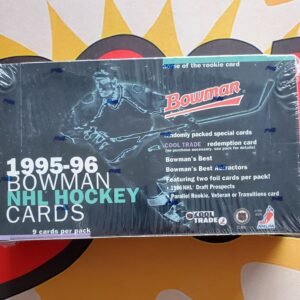 of the rookie card
Bowman
randomly packed special cards
COOL TRADE redemption card
Bowman's Best
Bowman's Best Refractors
Featuring two foil cards per pack!
• 1996 NHL Draft Prospects
• Parallel Rookie, Veteran or Transitions card
1995-96
BOWMAN
NHL HOCKEY
CARDS
9 cards per pack
COOL
TRADE